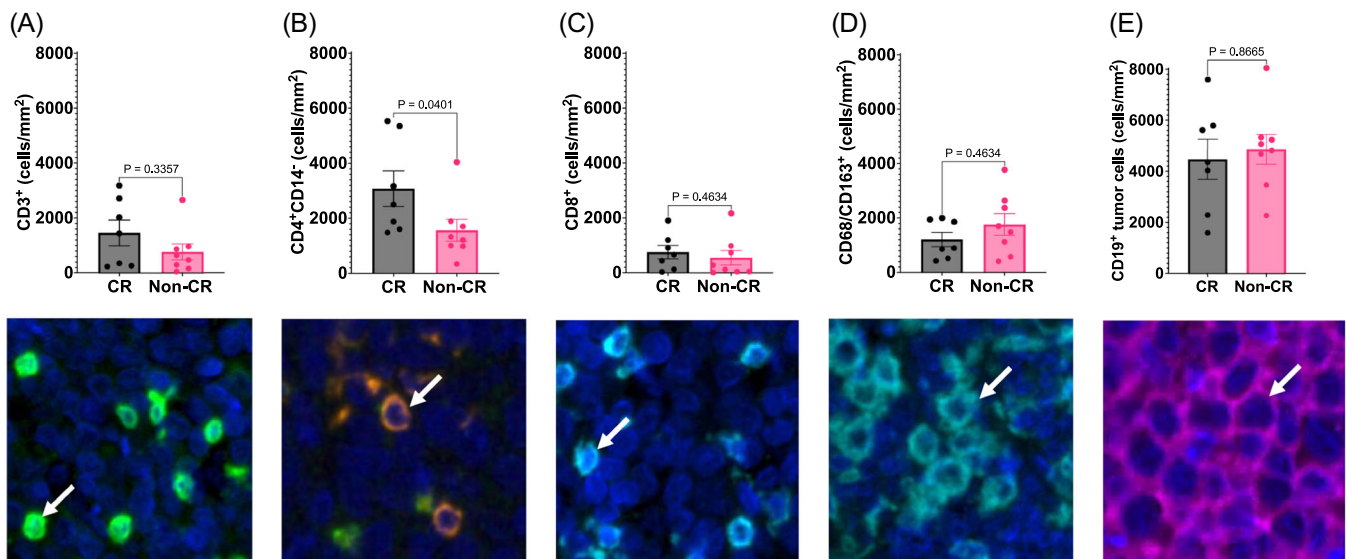 (A)
CD3⁺ (cells/mm²)
8000
6000
4000
2000
0
P = 0.3357
CR Non-CR
(B)
CD4⁺CD14⁻ (cells/mm²)
8000
6000
4000
2000
0
P = 0.0401
CR Non-CR
(C)
CD8⁺ (cells/mm²)
8000
6000
4000
2000
0
P = 0.4634
CR Non-CR
(D)
CD68/CD163⁺ (cells/mm²)
8000
6000
4000
2000
0
P = 0.4634
CR Non-CR
(E)
CD19⁺ tumor cells (cells/mm²)
8000
6000
4000
2000
0
P = 0.8665
CR Non-CR